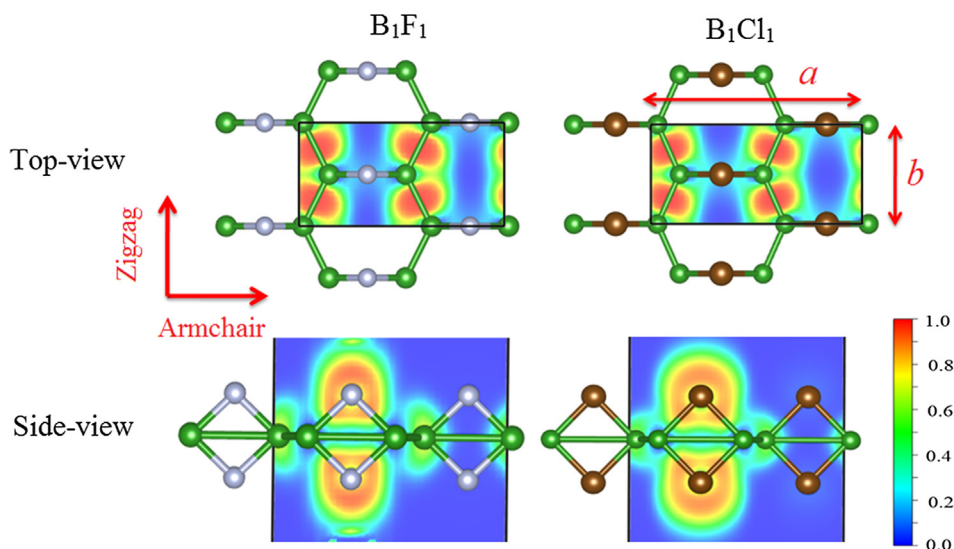 B₁F₁
B₁Cl₁
a
Top-view
b
Zigzag
Armchair
1.0
0.8
0.6
Side-view
0.4
0.2
0.0